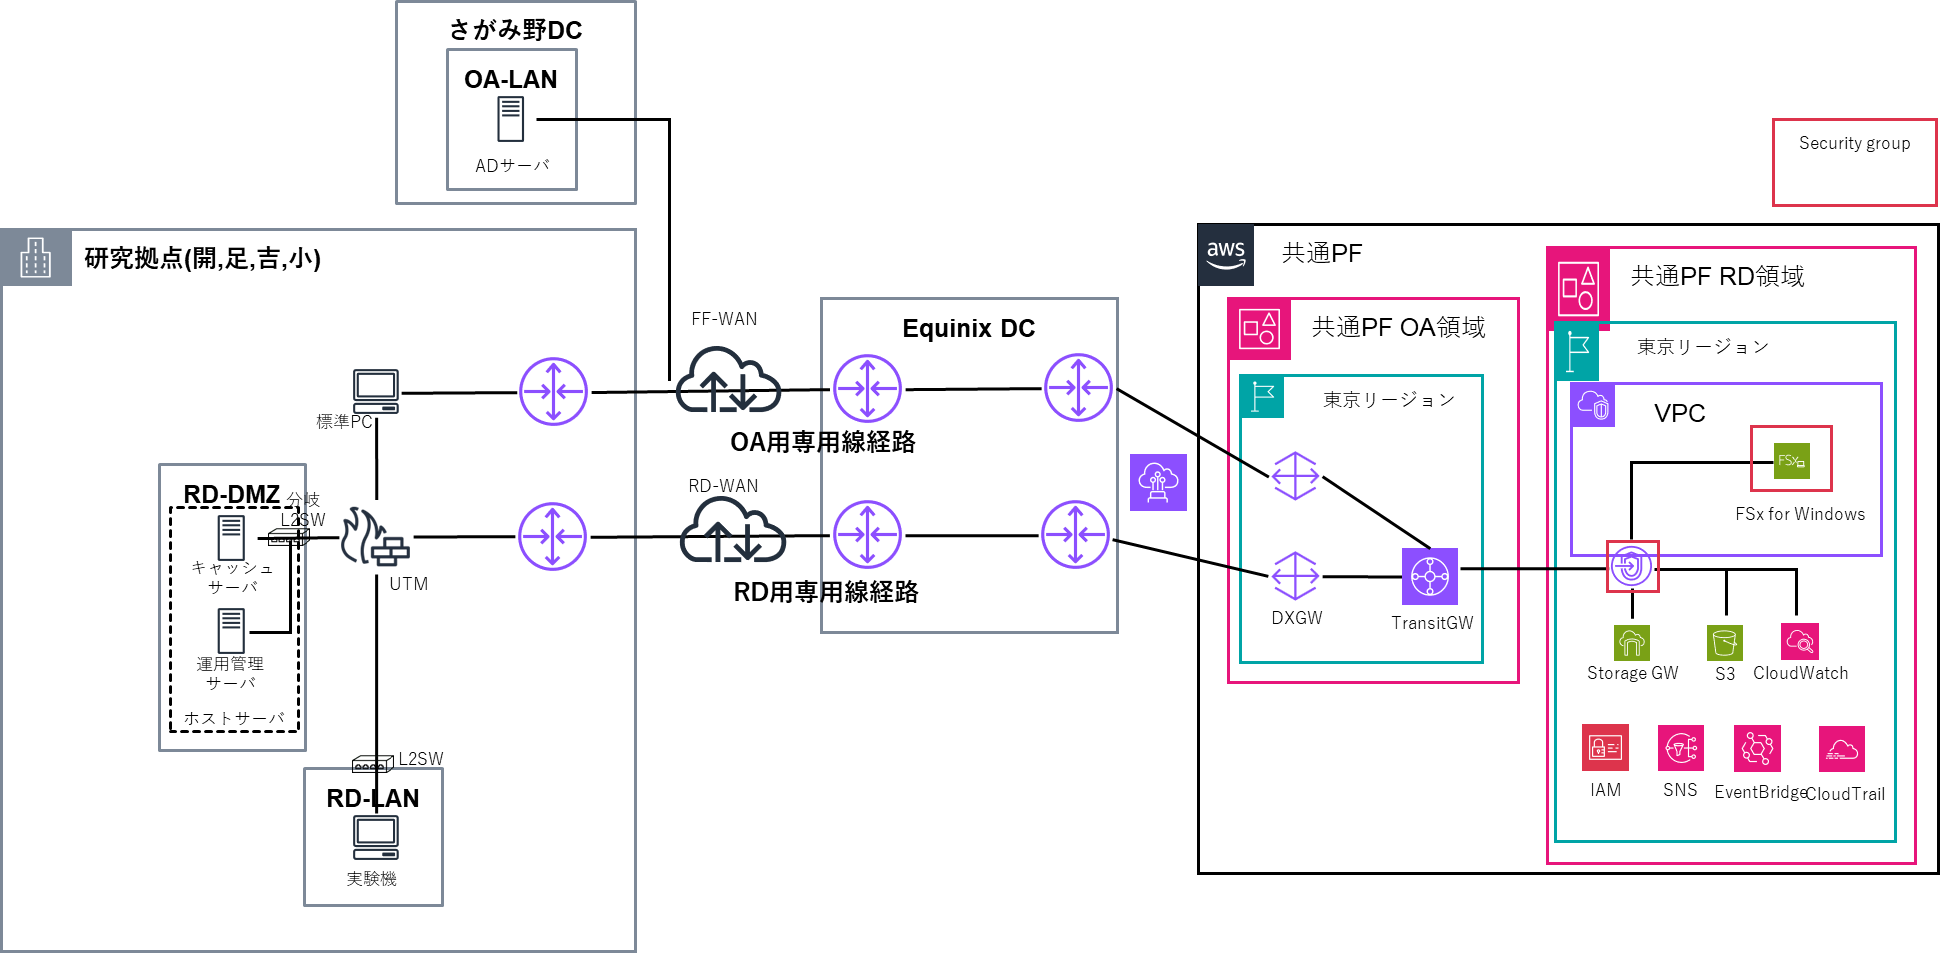 さがみ野DC
OA-LAN
ADサーバ
Security group
研究拠点(開,足,吉,小)
aws
共通PF
共通PF RD領域
共通PF OA領域
東京リージョン
東京リージョン
FF-WAN
Equinix DC
VPC
FSx
FSx for Windows
標準PC
OA用専用線経路
RD-WAN
RD-DMZ
分岐
L2SW
キャッシュ
サーバ
UTM
RD用専用線経路
DXGW
TransitGW
運用管理
サーバ
ホストサーバ
Storage GW
S3
CloudWatch
L2SW
RD-LAN
実験機
IAM
SNS
EventBridge
CloudTrail